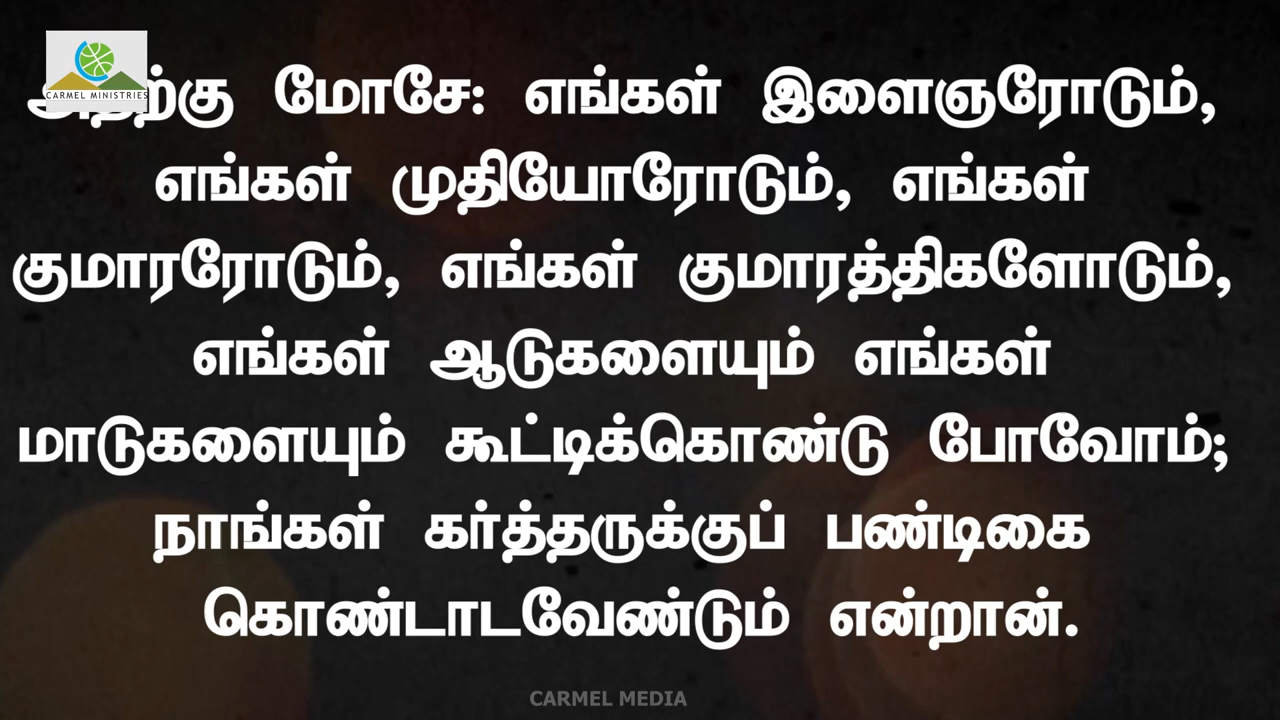 CARMEL MINISTRIES
அதற்கு மோசே: எங்கள் இளைஞரோடும்,
எங்கள் முதியோரோடும், எங்கள்
குமாரரோடும், எங்கள் குமாரத்திகளோடும்,
எங்கள் ஆடுகளையும் எங்கள்
மாடுகளையும் கூட்டிக்கொண்டு போவோம்;
நாங்கள் கர்த்தருக்குப் பண்டிகை
கொண்டாடவேண்டும் என்றான்.
CARMEL MEDIA